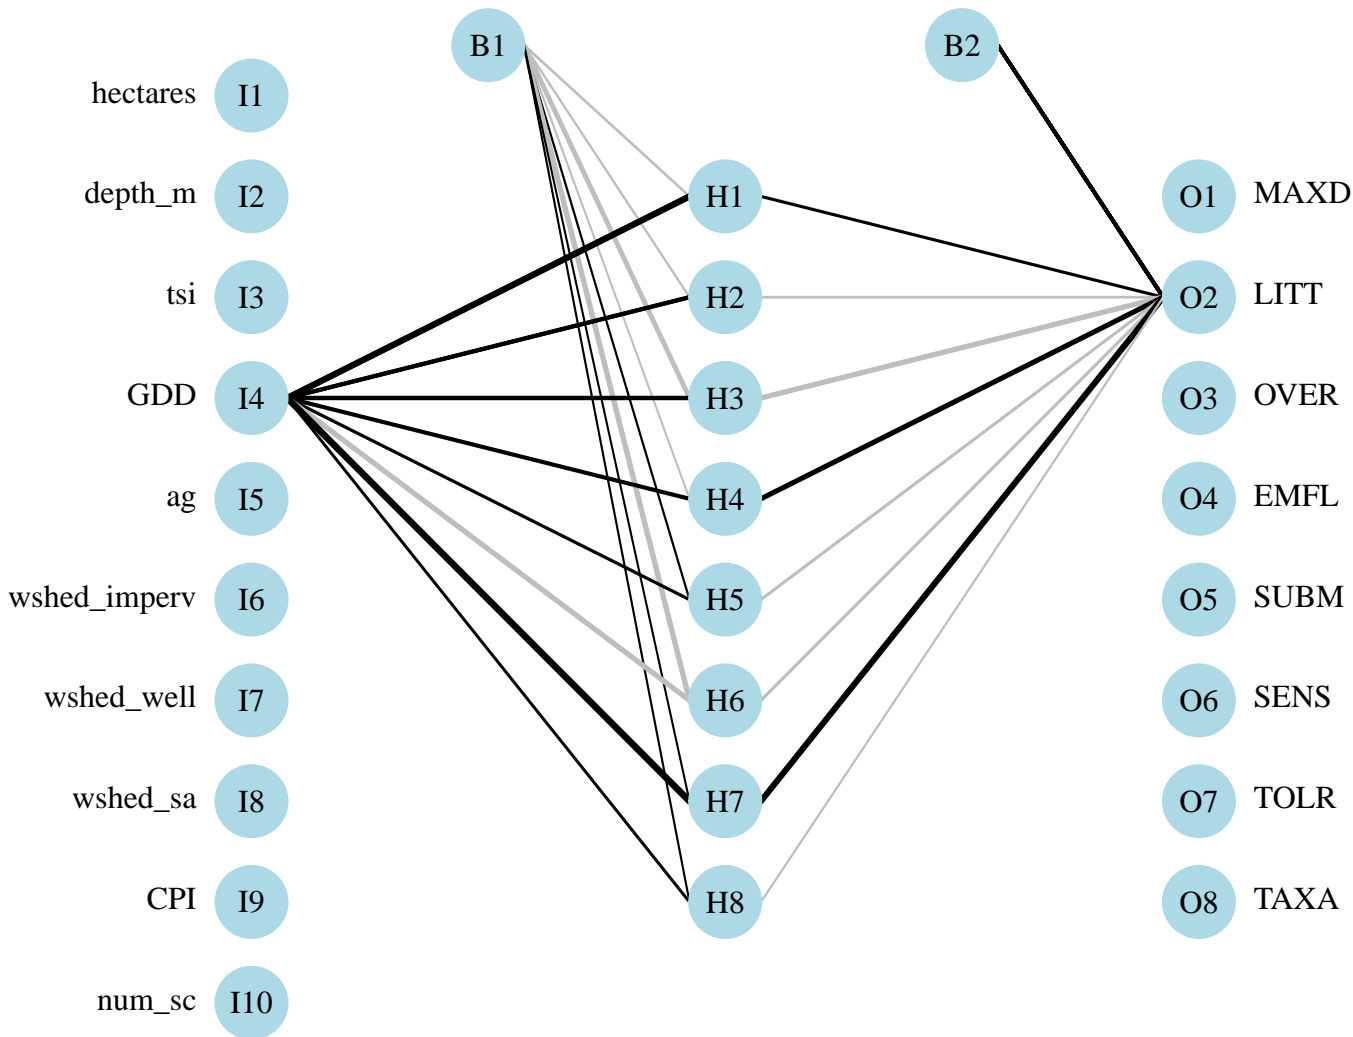 B1 B2
hectares I1
depth_m I2 H1 O1 MAXD
tsi I3 H2 O2 LITT
GDD I4 H3 O3 OVER
ag I5 H4 O4 EMFL
wshed_imperv I6 H5 O5 SUBM
wshed_well I7 H6 O6 SENS
wshed_sa I8 H7 O7 TOLR
CPI I9 H8 O8 TAXA
num_sc I10